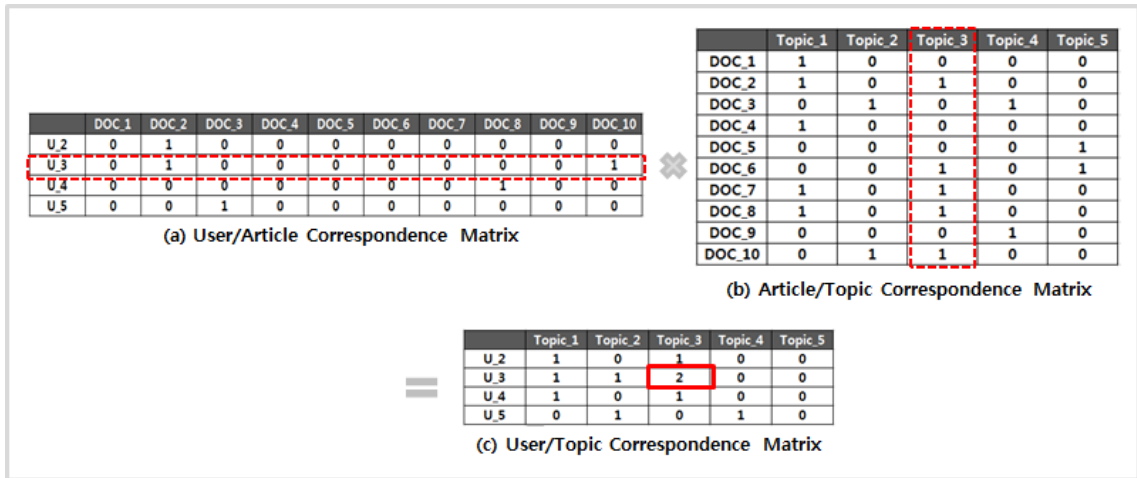 DOC_1 DOC_2 DOC_3 DOC_4 DOC_5 DOC_6 DOC_7 DOC_8 DOC_9 DOC_10
U_2 0 1 0 0 0 0 0 0 0 0
U_3 0 1 0 0 0 0 0 0 0 1
U_4 0 0 0 0 0 0 0 1 0 0
U_5 0 0 1 0 0 0 0 0 0 0
(a) User/Article Correspondence Matrix
Topic_1 Topic_2 Topic_3 Topic_4 Topic_5
DOC_1 1 0 0 0 0
DOC_2 1 0 1 0 0
DOC_3 0 1 0 1 0
DOC_4 1 0 0 0 0
DOC_5 0 0 0 0 1
DOC_6 0 0 1 0 1
DOC_7 1 0 1 0 0
DOC_8 1 0 1 0 0
DOC_9 0 0 0 1 0
DOC_10 0 1 1 0 0
(b) Article/Topic Correspondence Matrix
Topic_1 Topic_2 Topic_3 Topic_4 Topic_5
U_2 1 0 1 0 0
U_3 1 1 2 0 0
U_4 1 0 1 0 0
U_5 0 1 0 1 0
(c) User/Topic Correspondence Matrix